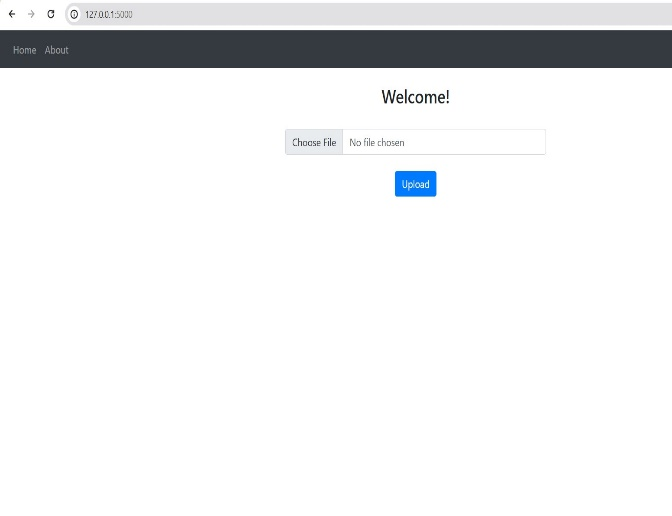 127.0.0.1:5000
Home About
Welcome!
Choose File No file chosen
Upload